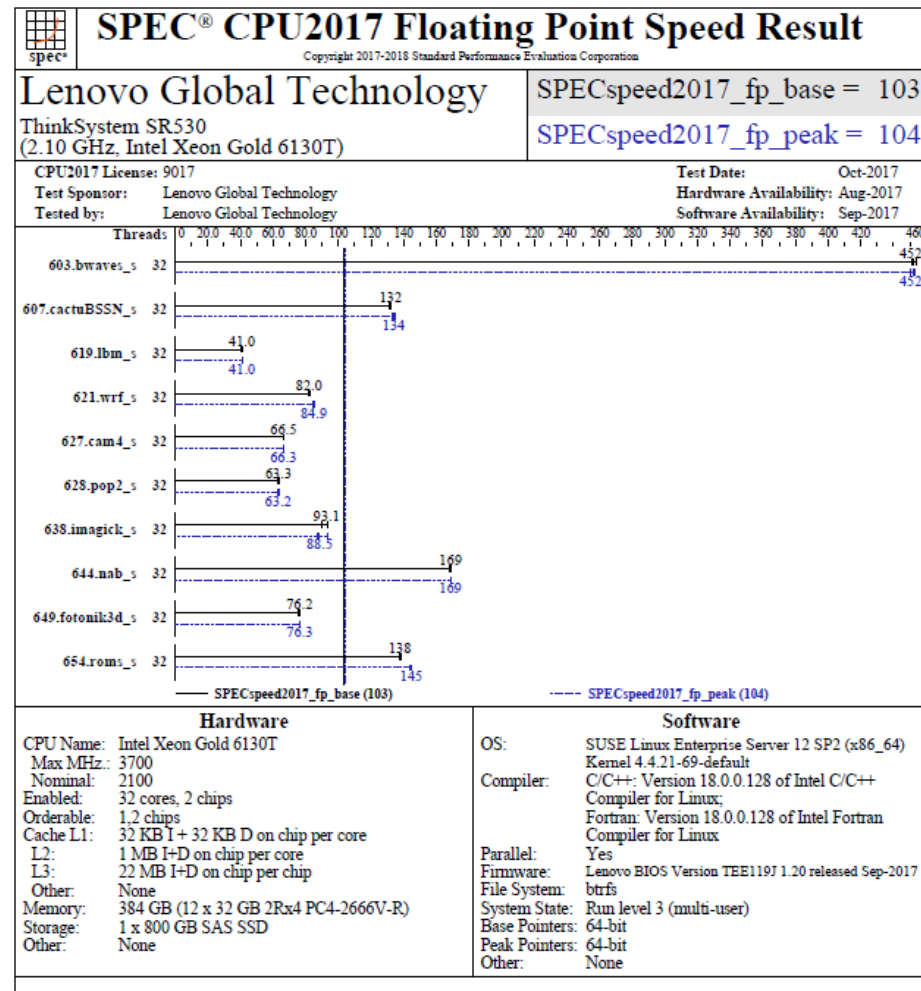 spec®
SPEC® CPU2017 Floating Point Speed Result
Copyright 2017-2018 Standard Performance Evaluation Corporation
Lenovo Global Technology
ThinkSystem SR530
(2.10 GHz, Intel Xeon Gold 6130T)
SPECspeed2017_fp_base = 103
SPECspeed2017_fp_peak = 104
CPU2017 License: 9017
Test Sponsor: Lenovo Global Technology
Tested by: Lenovo Global Technology
Test Date: Oct-2017
Hardware Availability: Aug-2017
Software Availability: Sep-2017
Threads
0 20.0 40.0 60.0 80.0 100 120 140 160 180 200 220 240 260 280 300 320 340 360 380 400 420 460
603.bwaves_s 32 452
452
607.cactuBSSN_s 32 132
134
619.lbm_s 32 41.0
41.0
621.wrf_s 32 82.0
84.9
627.cam4_s 32 66.5
66.3
628.pop2_s 32 63.3
63.2
638.imagick_s 32 93.1
88.5
644.nab_s 32 169
169
649.fotonik3d_s 32 76.2
76.3
654.roms_s 32 138
145
SPECspeed2017_fp_base (103) SPECspeed2017_fp_peak (104)
Hardware
CPU Name: Intel Xeon Gold 6130T
Max MHz.: 3700
Nominal: 2100
Enabled: 32 cores, 2 chips
Orderable: 1,2 chips
Cache L1: 32 KB I + 32 KB D on chip per core
L2: 1 MB I+D on chip per core
L3: 22 MB I+D on chip per chip
Other: None
Memory: 384 GB (12 x 32 GB 2Rx4 PC4-2666V-R)
Storage: 1 x 800 GB SAS SSD
Other: None
Software
OS: SUSE Linux Enterprise Server 12 SP2 (x86_64)
Kernel 4.4.21-69-default
Compiler: C/C++: Version 18.0.0.128 of Intel C/C++
Compiler for Linux;
Fortran: Version 18.0.0.128 of Intel Fortran
Compiler for Linux
Parallel: Yes
Firmware: Lenovo BIOS Version TEE119J 1.20 released Sep-2017
File System: btrfs
System State: Run level 3 (multi-user)
Base Pointers: 64-bit
Peak Pointers: 64-bit
Other: None